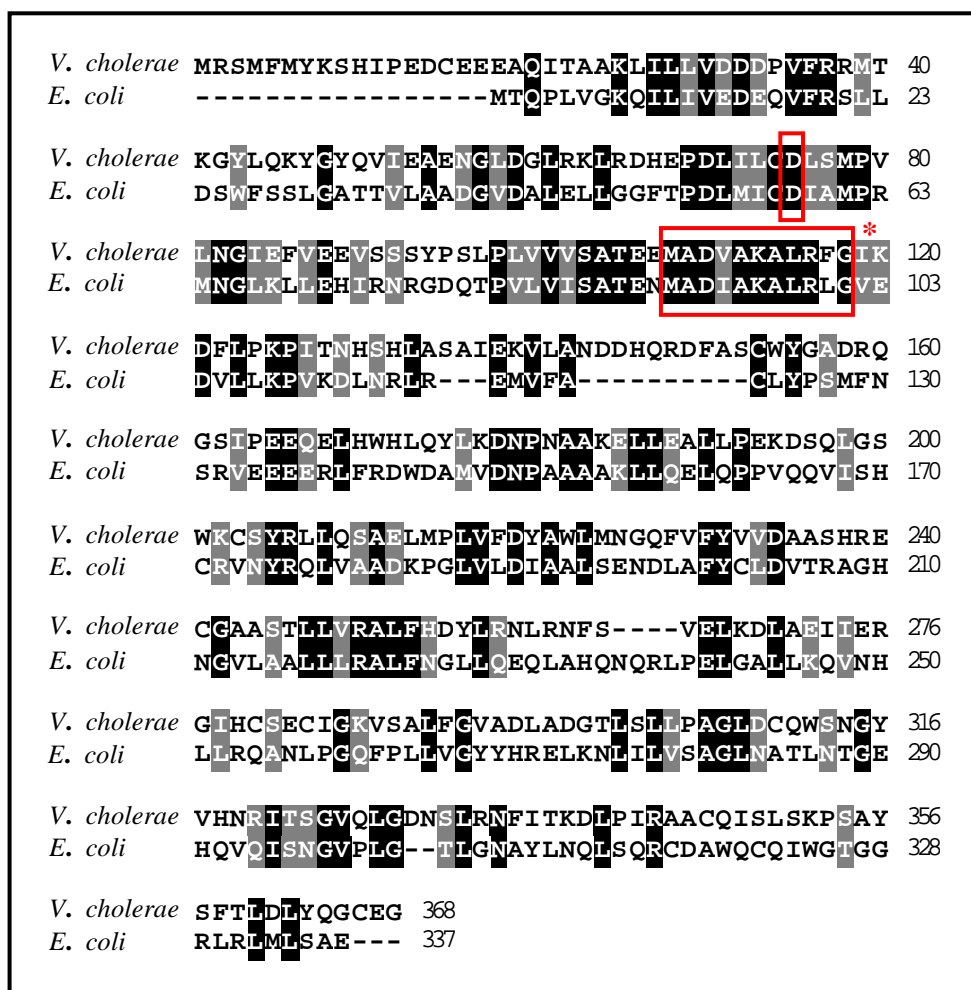 V. cholerae MRSMFMYKSHIPEDCEEEAQITAAKLILLVDDDPVFRRMT 40
E. coli -----------------MTQPLVGKQILIVEDEQVFRSLL 23
V. cholerae KGYLQKYGYQVIEAENGLDGLRKLRDHEPDLILCDLSMPV 80
E. coli DSWFSSLGATTVLAADGVDALELLGGFTPDLMICDIAMPR 63
*
V. cholerae LNGIEFVEEVSSSYPSLPLVVVSATEEMADVAKALRFGIK 120
E. coli MNGLKLLEHIRNRGDQTPVLVISATENMADIAKALRLGVE 103
V. cholerae DFLPKPITNHSHLASAIEKVLANDDHQRDFASCWYGADRQ 160
E. coli DVLLKPVKDLNRLR---EMVFA----------CLYPSMFN 130
V. cholerae GSIPEEQELHWHLQYLKDNPNAAKELLEALLPEKDSQLGS 200
E. coli SRVEEEERLFRDWDAMVDNPAAAAKLLQELQPPVQQVISH 170
V. cholerae WKCSYRLLQSAELMPLVFDYAWLMNGQFVFYVVDAASHRE 240
E. coli CRVNYRQLVAADKPGLVLDIAALSENDLAFYCLDVTRAGH 210
V. cholerae CGAASTLLVRALFHDYLRNLRNFS----VELKDLAEIIER 276
E. coli NGVLAALLLRALFNGLLQEQLAHQNQRLPELGALLKQVNH 250
V. cholerae GIHCSECIGKVSALFGVADLADGTLSLLPAGLDCQWSNGY 316
E. coli LLRQANLPGQFPLLVGYYHRELKNLILVSAGLNATLNTGE 290
V. cholerae VHNRITSGVQLGDNSLRNFITKDLPIRAACQISLSKPSAY 356
E. coli HQVQISNGVPLG--TLGNAYLNQLSQRCDAWQCQIWGTGG 328
V. cholerae SFTLDLYQGCEG 368
E. coli RLRLMLSAE--- 337